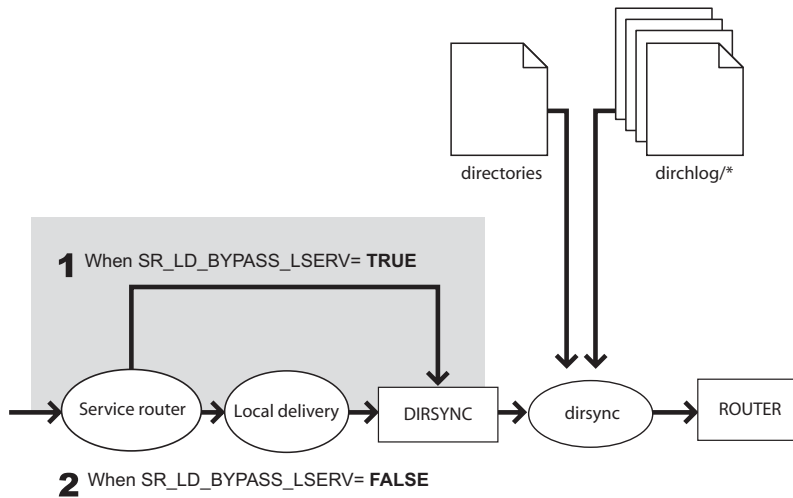 directories
dirchlog/*
1 When SR_LD_BYPASS_LSERV= TRUE
Service router
Local delivery
DIRSYNC
dirsync
ROUTER
2 When SR_LD_BYPASS_LSERV= FALSE